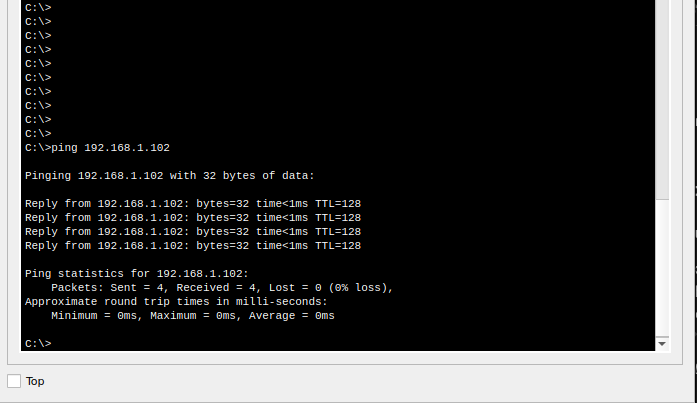 C:\>
C:\>
C:\>
C:\>
C:\>
C:\>
C:\>
C:\>
C:\>
C:\>
C:\>ping 192.168.1.102
Pinging 192.168.1.102 with 32 bytes of data:
Reply from 192.168.1.102: bytes=32 time<1ms TTL=128
Reply from 192.168.1.102: bytes=32 time<1ms TTL=128
Reply from 192.168.1.102: bytes=32 time<1ms TTL=128
Reply from 192.168.1.102: bytes=32 time<1ms TTL=128
Ping statistics for 192.168.1.102:
    Packets: Sent = 4, Received = 4, Lost = 0 (0% loss),
Approximate round trip times in milli-seconds:
    Minimum = 0ms, Maximum = 0ms, Average = 0ms
C:\>
Top